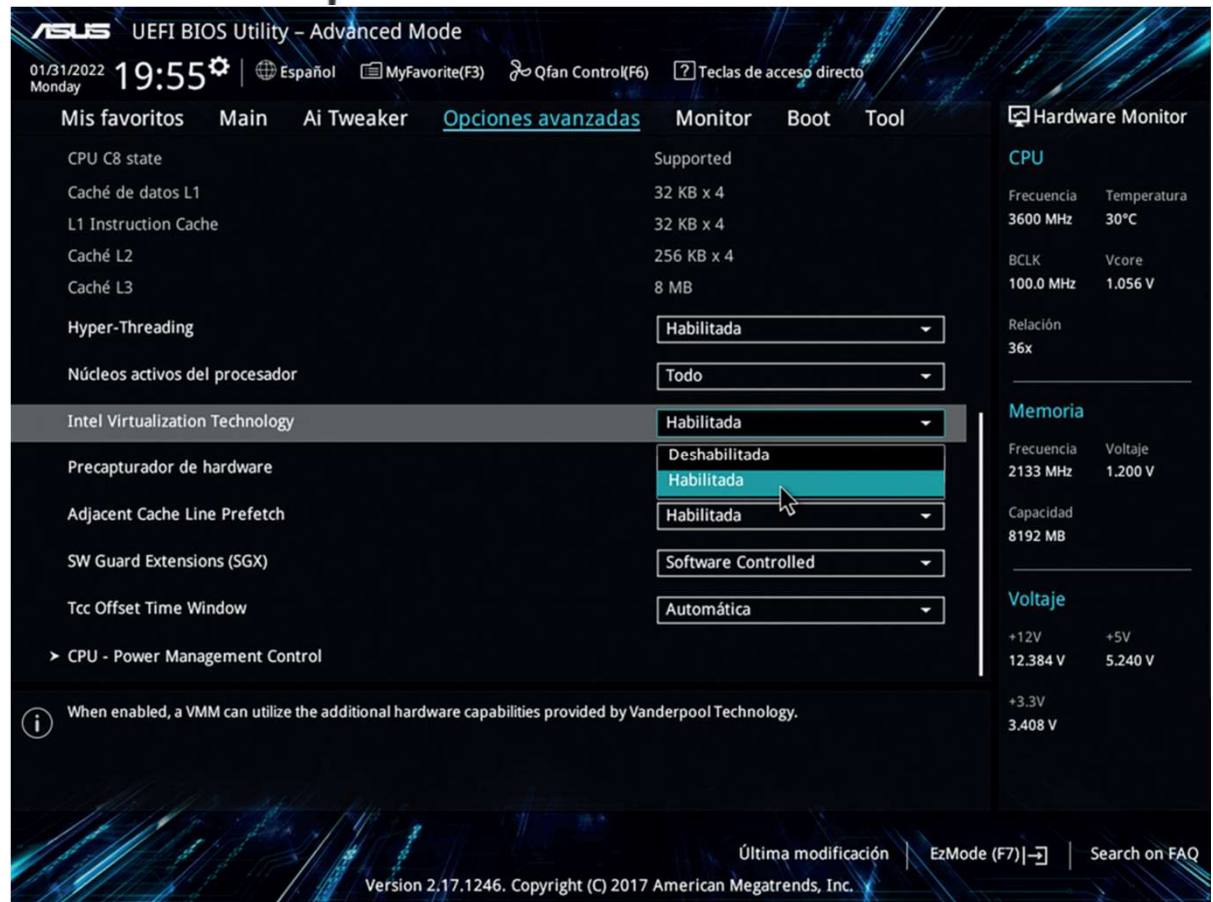 ASUS UEFI BIOS Utility – Advanced Mode
01/31/2022 Monday 19:55 Español MyFavorite(F3) Qfan Control(F6) ? Teclas de acceso directo
Mis favoritos Main Ai Tweaker Opciones avanzadas Monitor Boot Tool
CPU C8 state Supported
Caché de datos L1 32 KB x 4
L1 Instruction Cache 32 KB x 4
Caché L2 256 KB x 4
Caché L3 8 MB
Hyper-Threading Habilitada
Núcleos activos del procesador Todo
Intel Virtualization Technology Habilitada
Deshabilitada
Habilitada
Precapturador de hardware
Adjacent Cache Line Prefetch Habilitada
SW Guard Extensions (SGX) Software Controlled
Tcc Offset Time Window Automática
> CPU - Power Management Control
i When enabled, a VMM can utilize the additional hardware capabilities provided by Vanderpool Technology.
Hardware Monitor
CPU
Frecuencia Temperatura
3600 MHz 30°C
BCLK Vcore
100.0 MHz 1.056 V
Relación
36x
Memoria
Frecuencia Voltaje
2133 MHz 1.200 V
Capacidad
8192 MB
Voltaje
+12V +5V
12.384 V 5.240 V
+3.3V
3.408 V
Última modificación EzMode (F7) Search on FAQ
Version 2.17.1246. Copyright (C) 2017 American Megatrends, Inc.